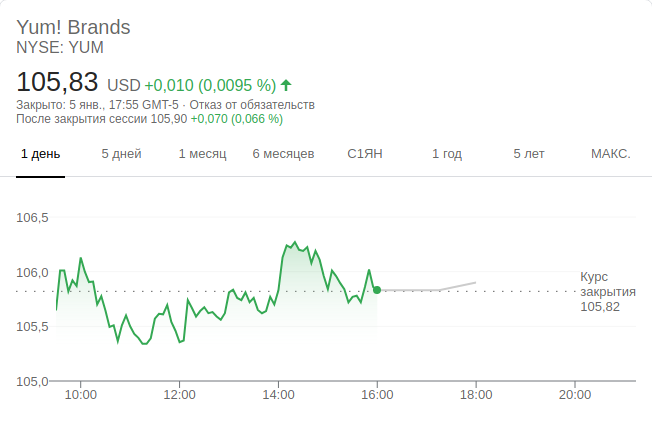 Yum! Brands
NYSE: YUM
105,83 USD +0,010 (0,0095 %)
Закрыто: 5 янв., 17:55 GMT-5 · Отказ от обязательств
После закрытия сессии 105,90 +0,070 (0,066 %)
1 день 5 дней 1 месяц 6 месяцев С1ЯН 1 год 5 лет МАКС.
106,5
106,0
Курс
закрытия
105,82
105,5
105,0
10:00 12:00 14:00 16:00 18:00 20:00